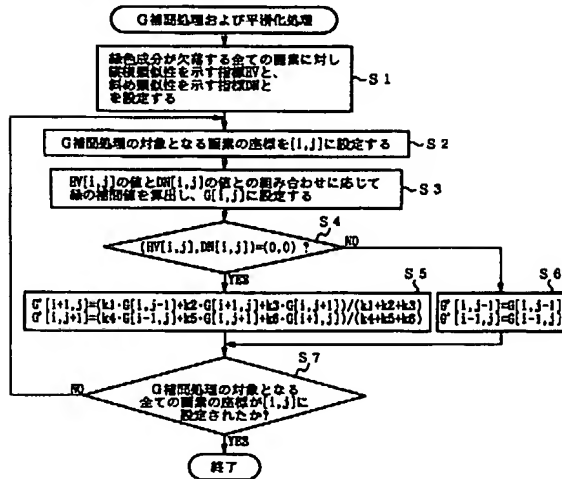 G補間処理および平滑化処理
緑色成分が欠落する全ての画素に対し
縦横類似性を示す指標HVと、
斜め類似性を示す指標DNと
を設定する
S1
G補間処理の対象となる画素の座標を[i,j]に設定する
S2
HV[i,j]の値とDN[i,j]の値との組み合わせに応じて
緑の補間値を算出し、G[i,j]に設定する
S3
S4
(HV[i,j],DN[i,j])=(0,0) ?
NO
YES
S5
G'[i+1,j]=(k1·G[i,j-1]+k2·G[i+1,j]+k3·G[i,j+1])/(k1+k2+k3)
G'[i,j+1]=(k4·G[i-1,j]+k5·G[i,j+1]+k6·G[i+1,j])/(k4+k5+k6)
S6
G'[i,j-1]=G[i,j-1]
G'[i-1,j]=G[i-1,j]
S7
G補間処理の対象となる
全ての画素の座標が[i,j]に
設定されたか?
NO
YES
終了